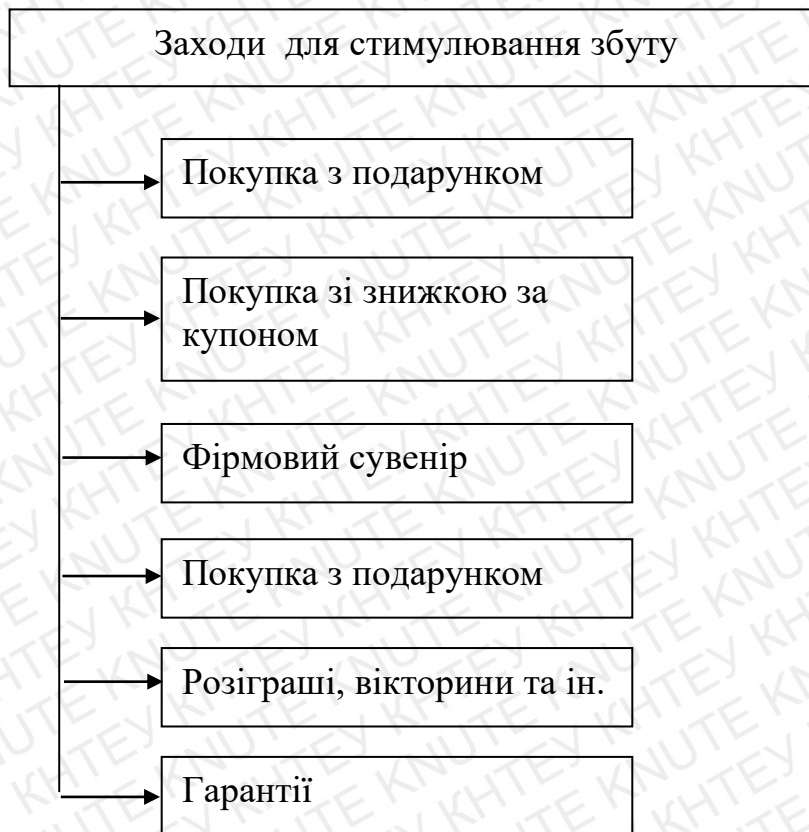 Заходи для стимулювання збуту
Покупка з подарунком
Покупка зі знижкою за
купоном
Фірмовий сувенір
Покупка з подарунком
Розіграші, вікторини та ін.
Гарантії